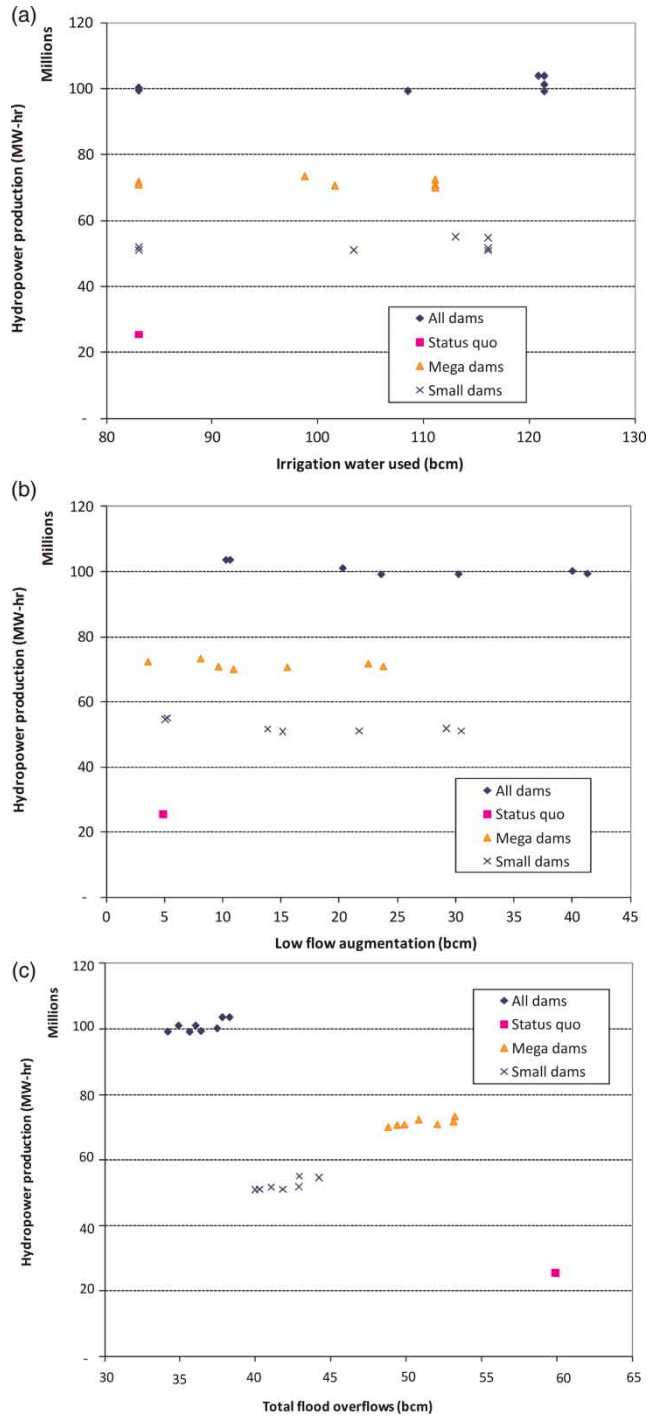 (a)
Millions
Hydropower production (MW-hr)
120
100
80
60
40
20
-
80 90 100 110 120 130
Irrigation water used (bcm)
All dams
Status quo
Mega dams
Small dams
(b)
Millions
Hydropower production (MW-hr)
120
100
80
60
40
20
-
0 5 10 15 20 25 30 35 40 45
Low flow augmentation (bcm)
All dams
Status quo
Mega dams
Small dams
(c)
Millions
Hydropower production (MW-hr)
120
100
80
60
40
20
-
30 35 40 45 50 55 60 65
Total flood overflows (bcm)
All dams
Status quo
Mega dams
Small dams